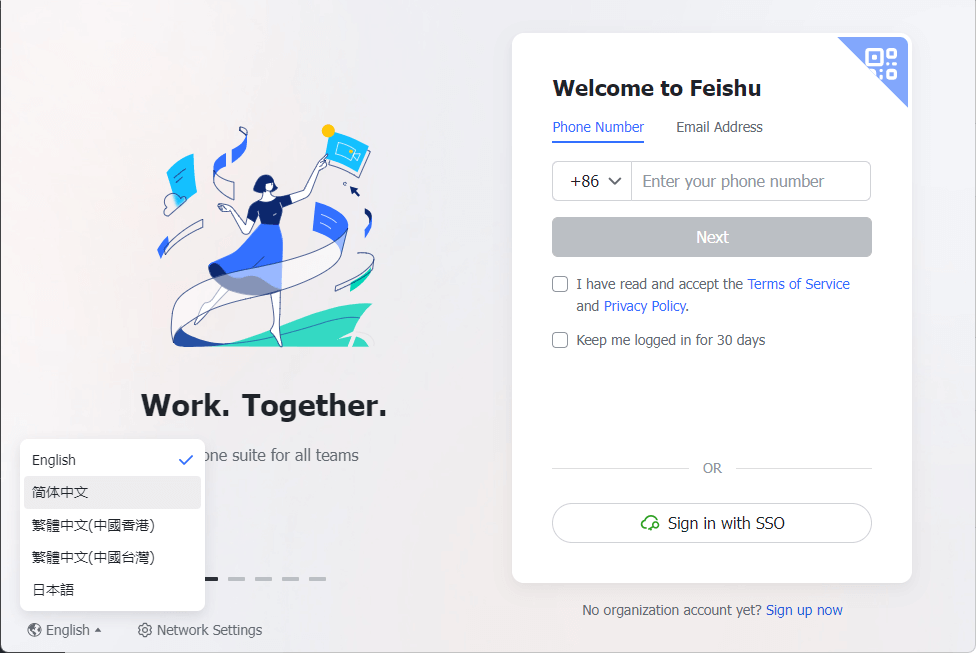 Welcome to Feishu
Phone Number
Email Address
+86
Enter your phone number
Next
I have read and accept the Terms of Service
and Privacy Policy.
Keep me logged in for 30 days
OR
Sign in with SSO
No organization account yet? Sign up now
Work. Together.
one suite for all teams
English
简体中文
繁體中文(中國香港)
繁體中文(中國台灣)
日本語
English
Network Settings